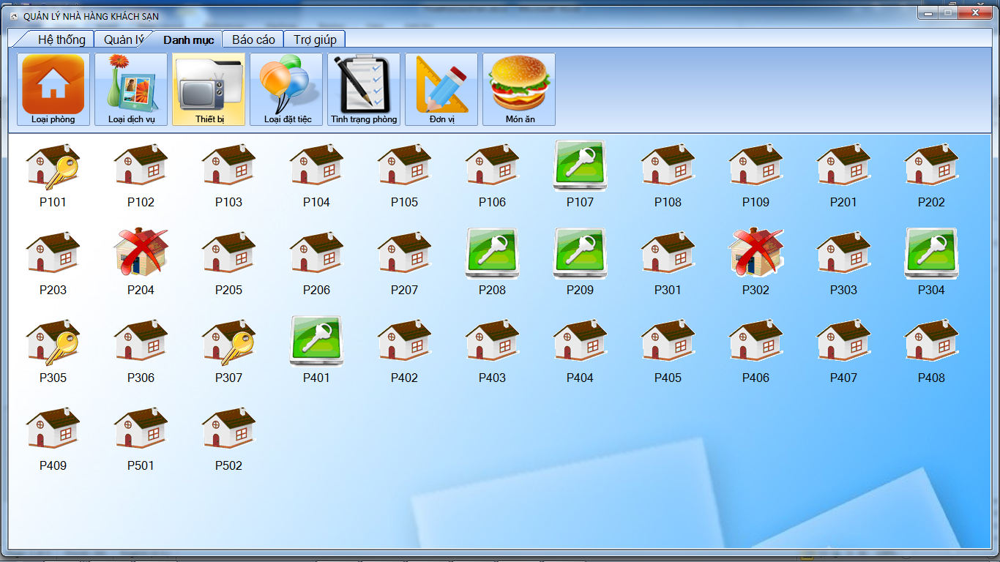 QUẢN LÝ NHÀ HÀNG KHÁCH SẠN
Hệ thống Quản lý Danh mục Báo cáo Trợ giúp
Loại phòng Loại dịch vụ Thiết bị Loại đặt tiệc Tình trạng phòng Đơn vị Món ăn
P101 P102 P103 P104 P105 P106 P107 P108 P109 P201 P202
P203 P204 P205 P206 P207 P208 P209 P301 P302 P303 P304
P305 P306 P307 P401 P402 P403 P404 P405 P406 P407 P408
P409 P501 P502